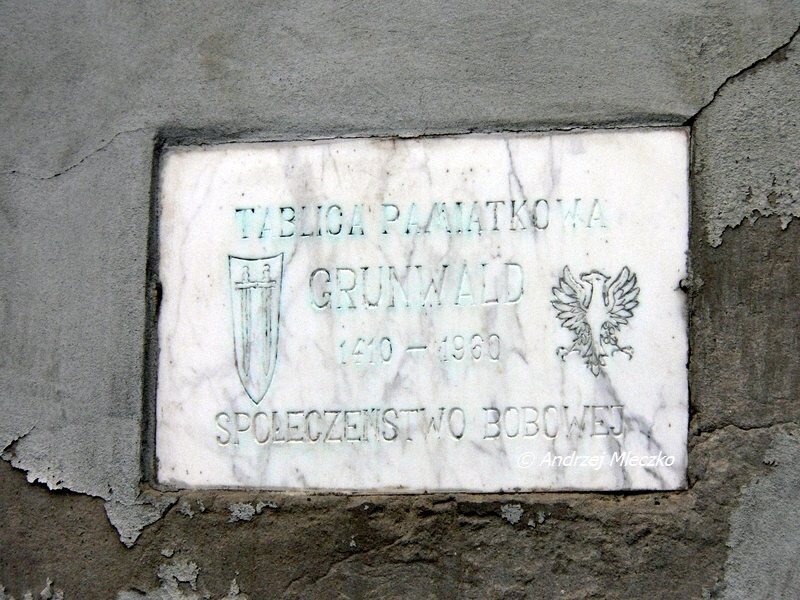 TABLICA PAMIĄTKOWA
GRUNWALD
1410 – 1960
SPOŁECZEŃSTWO BOBOWEJ
© Andrzej Mleczko